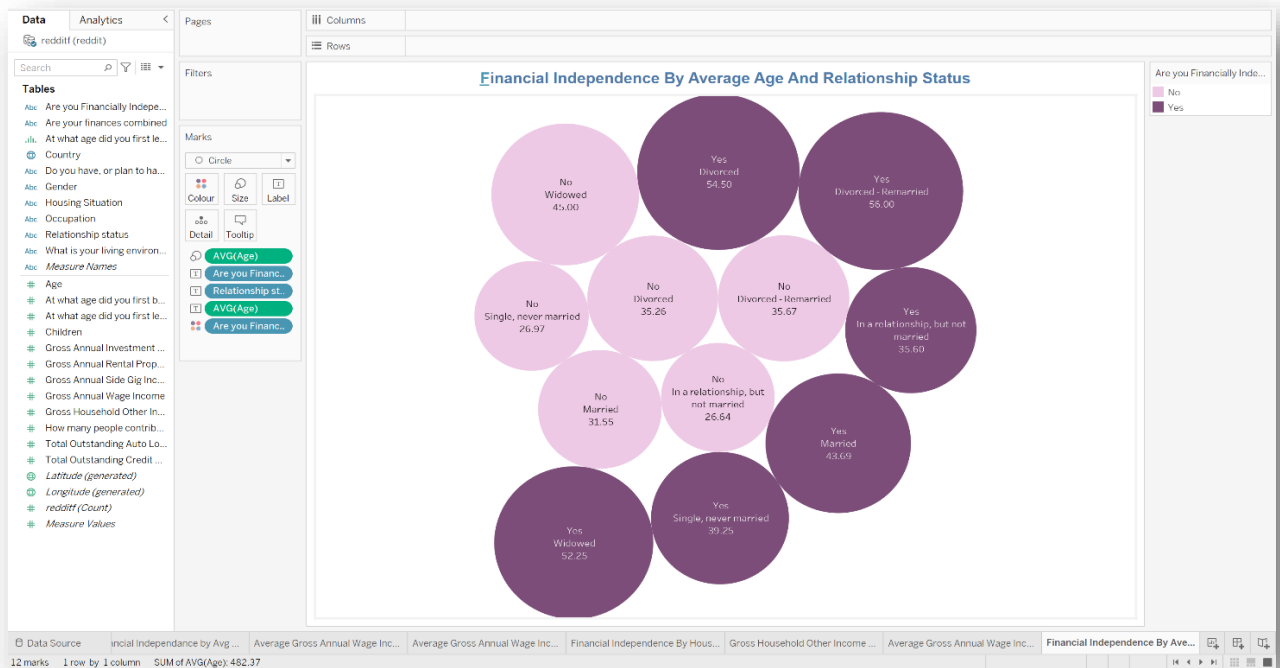 Data
Analytics
<
redditf (reddit)
Search
Tables
Abc Are you Financially Indepe...
Abc Are your finances combined
At what age did you first le...
Country
Abc Do you have, or plan to ha...
Abc Gender
Abc Housing Situation
Abc Occupation
Abc Relationship status
Abc What is your living environ...
Abc Measure Names
# Age
# At what age did you first b...
# At what age did you first le...
# Children
# Gross Annual Investment ...
# Gross Annual Rental Prop...
# Gross Annual Side Gig Inc...
# Gross Annual Wage Income
# Gross Household Other In...
# How many people contrib...
# Total Outstanding Auto Lo...
# Total Outstanding Credit ...
Latitude (generated)
Longitude (generated)
# redditf (Count)
# Measure Values
Pages
Filters
Marks
Circle
Colour
Size
Label
Detail
Tooltip
AVG(Age)
Are you Financ..
Relationship st..
AVG(Age)
Are you Financ..
Columns
Rows
Financial Independence By Average Age And Relationship Status
No
Widowed
45.00
Yes
Divorced
54.50
Yes
Divorced - Remarried
56.00
No
Single, never married
26.97
No
Divorced
35.26
No
Divorced - Remarried
35.67
Yes
In a relationship, but not
married
35.60
No
Married
31.55
No
In a relationship, but
not married
26.64
Yes
Married
43.69
Yes
Widowed
52.25
Yes
Single, never married
39.25
Are you Financially Inde...
No
Yes
Data Source
ncial Independance by Avg ...
Average Gross Annual Wage Inc...
Average Gross Annual Wage Inc...
Financial Independence By Hous...
Gross Household Other Income ...
Average Gross Annual Wage Inc...
Financial Independence By Ave...
12 marks 1 row by 1 column SUM of AVG(Age): 482.37